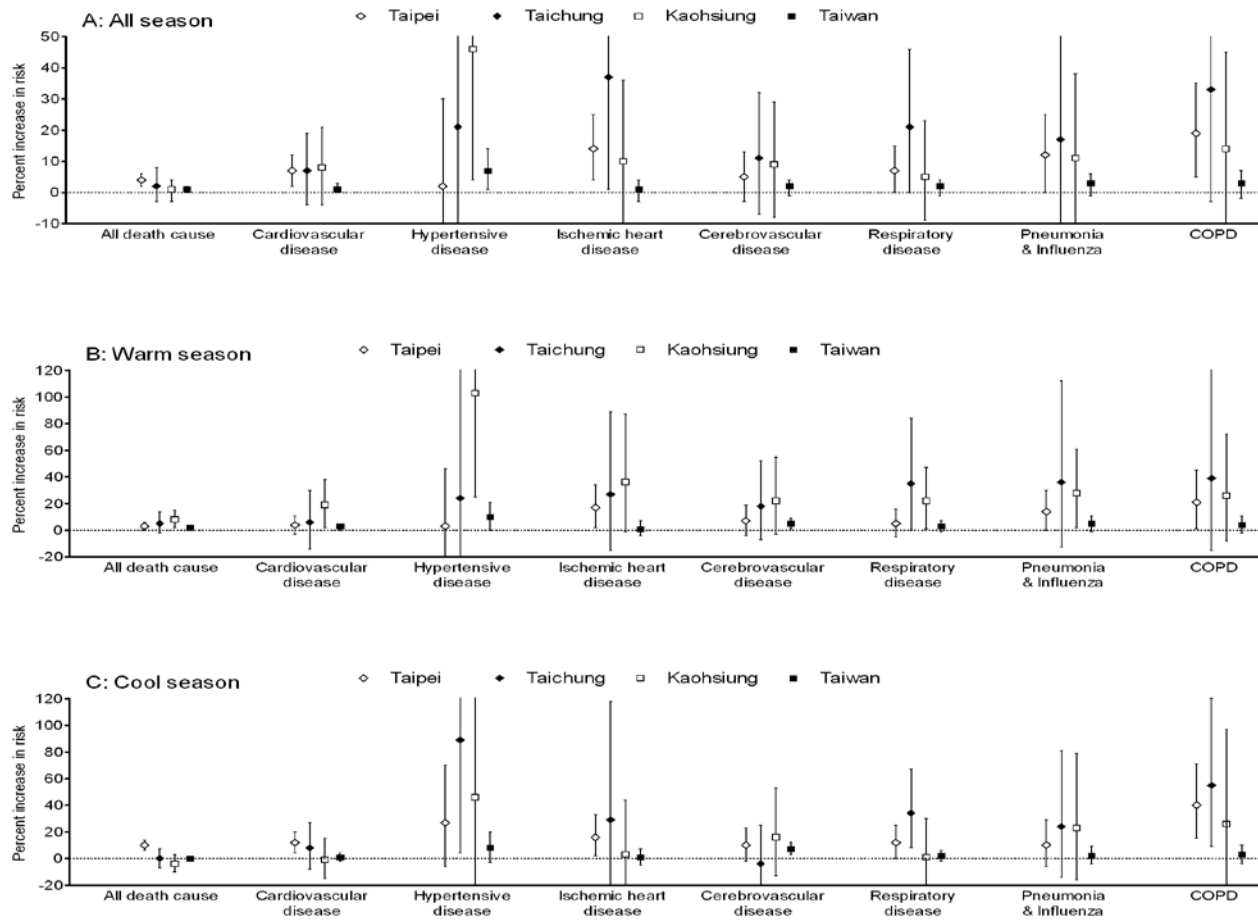 A: All season
Taipei Taichung Kaohsiung Taiwan
Percent increase in risk
50
40
30
20
10
0
-10
All death cause Cardiovascular disease Hypertensive disease Ischemic heart disease Cerebrovascular disease Respiratory disease Pneumonia & Influenza COPD
B: Warm season
Taipei Taichung Kaohsiung Taiwan
Percent increase in risk
120
100
80
60
40
20
0
-20
All death cause Cardiovascular disease Hypertensive disease Ischemic heart disease Cerebrovascular disease Respiratory disease Pneumonia & Influenza COPD
C: Cool season
Taipei Taichung Kaohsiung Taiwan
Percent increase in risk
120
100
80
60
40
20
0
-20
All death cause Cardiovascular disease Hypertensive disease Ischemic heart disease Cerebrovascular disease Respiratory disease Pneumonia & Influenza COPD